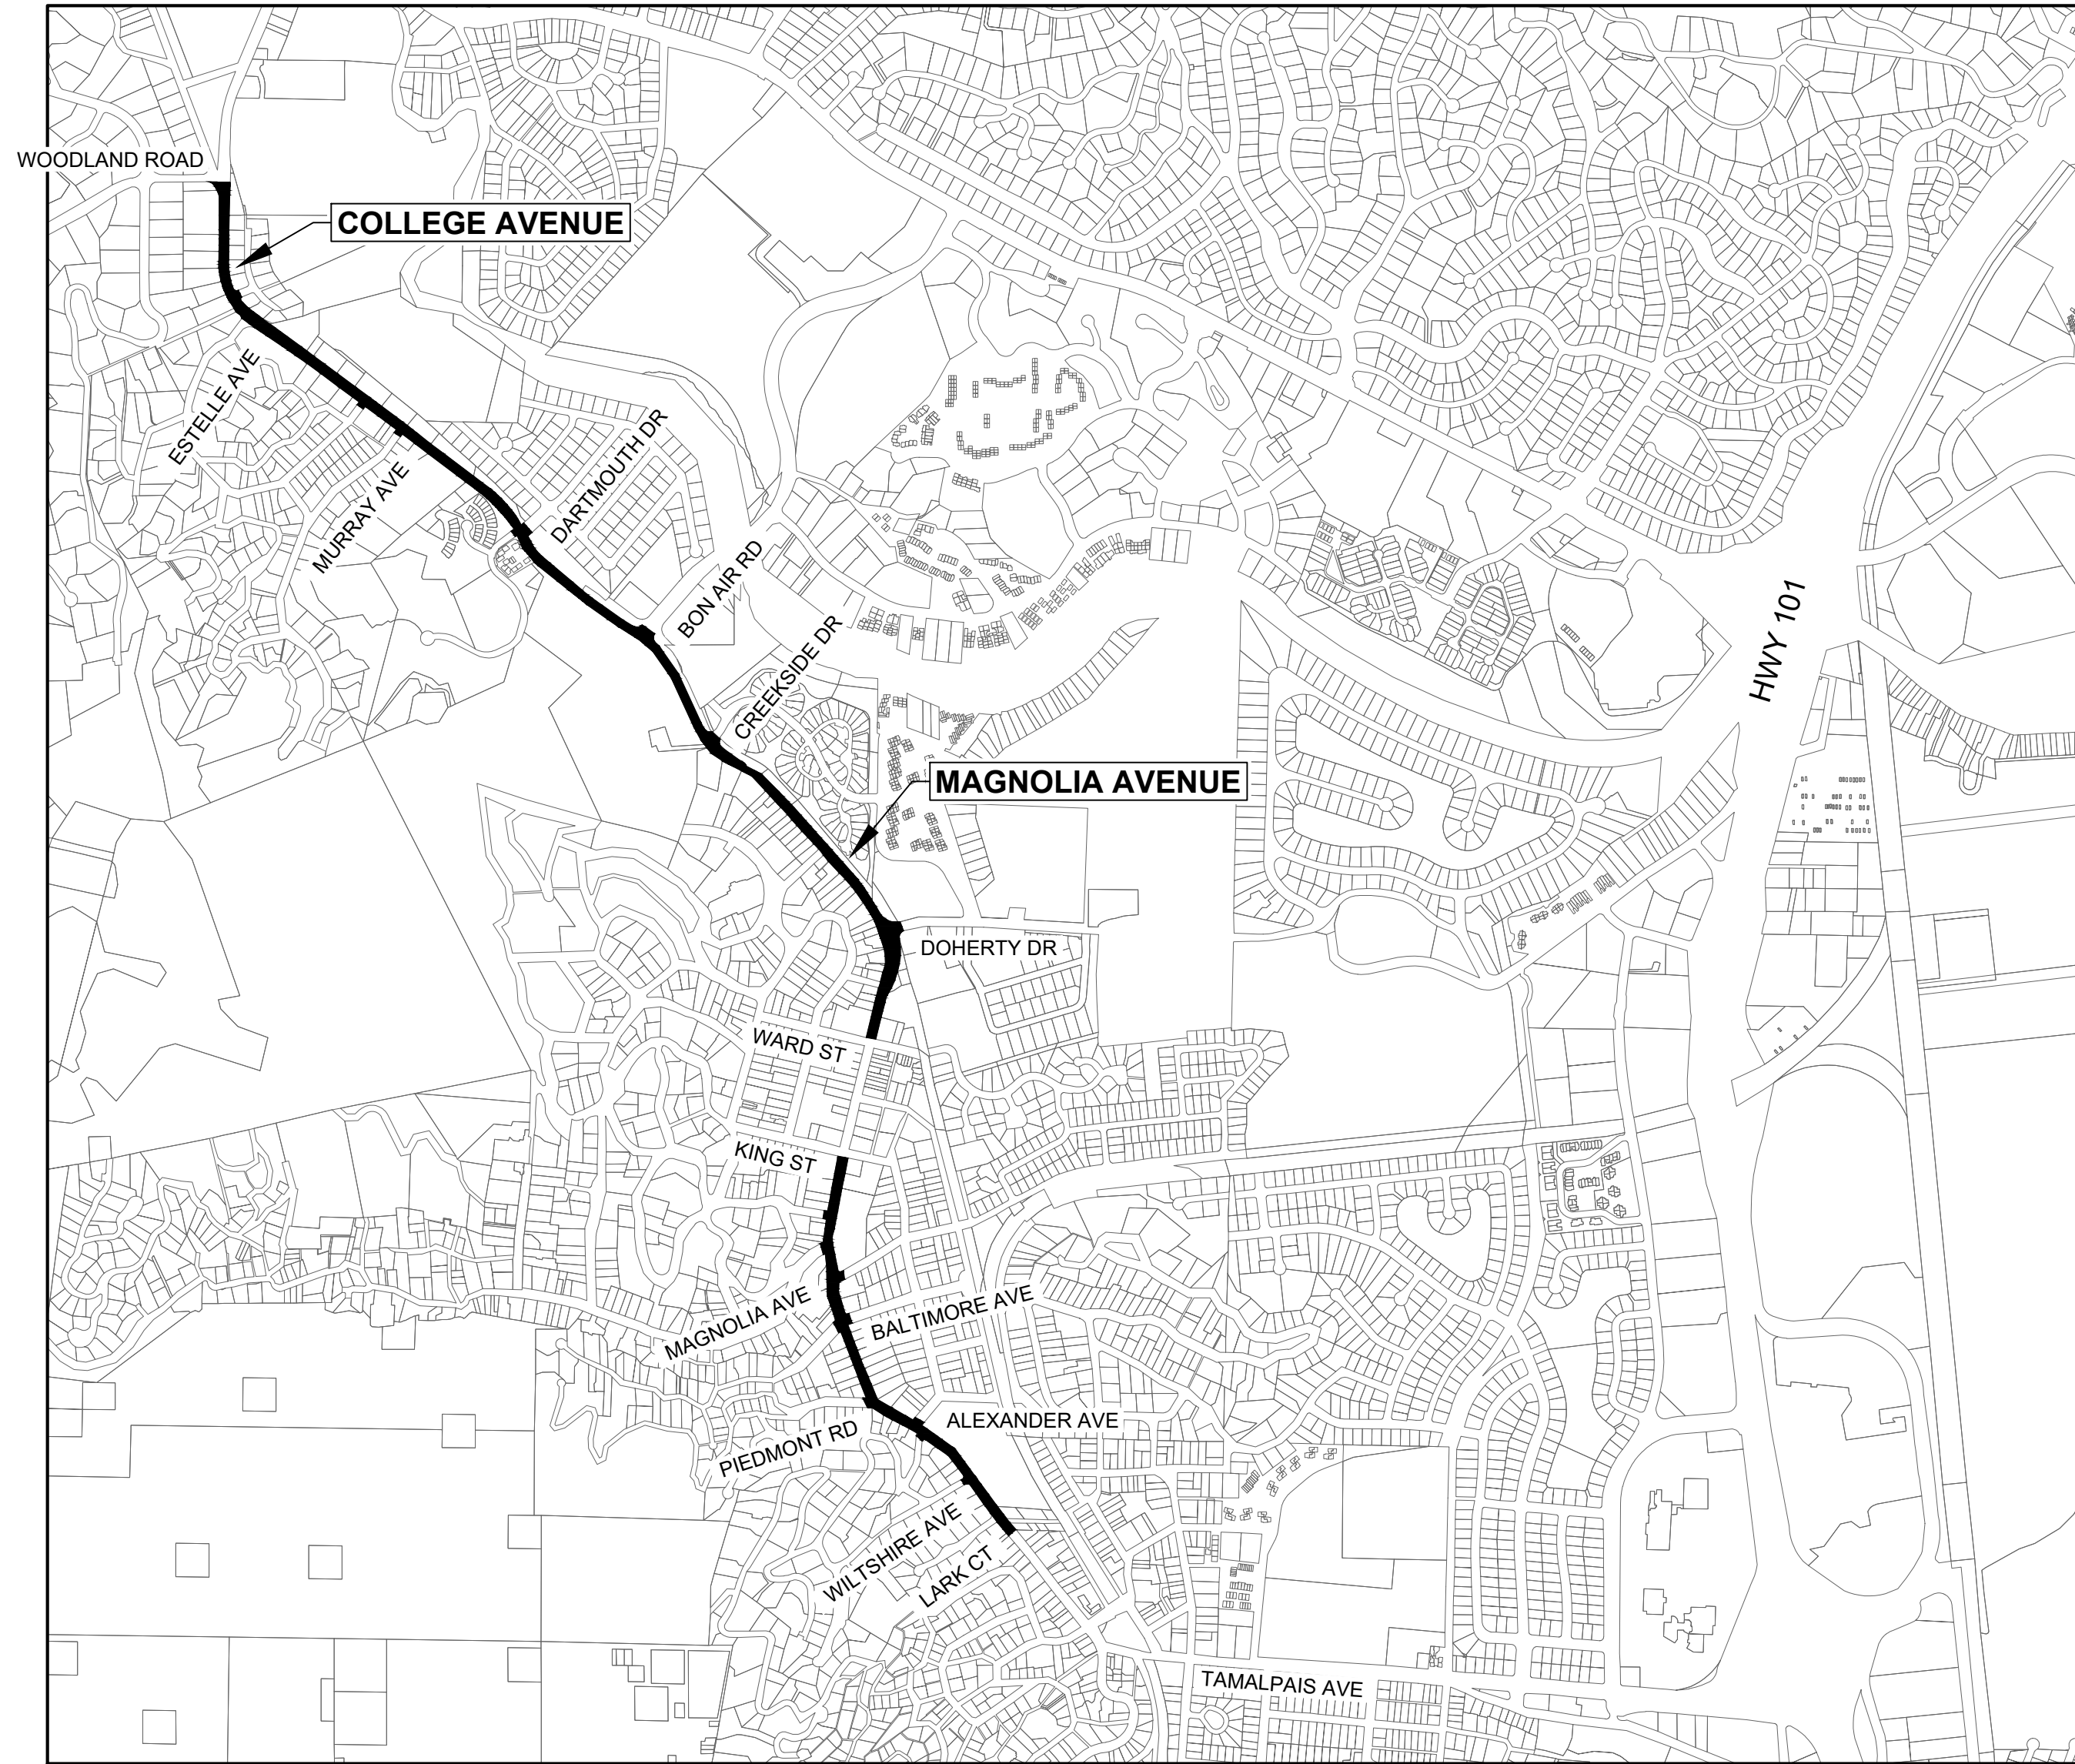 WOODLAND ROAD
COLLEGE AVENUE
ESTELLE AVE
MURRAY AVE
DARTMOUTH DR
BON AIR RD
CREEKSIDE DR
HWY 101
MAGNOLIA AVENUE
DOHERTY DR
WARD ST
KING ST
MAGNOLIA AVE
BALTIMORE AVE
ALEXANDER AVE
PIEDMONT RD
WILTSHIRE AVE
LARK CT
TAMALPAIS AVE